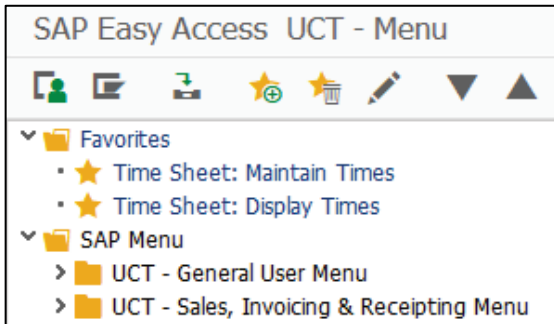 SAP Easy Access UCT - Menu
Favorites
Time Sheet: Maintain Times
Time Sheet: Display Times
SAP Menu
UCT - General User Menu
UCT - Sales, Invoicing & Receipting Menu